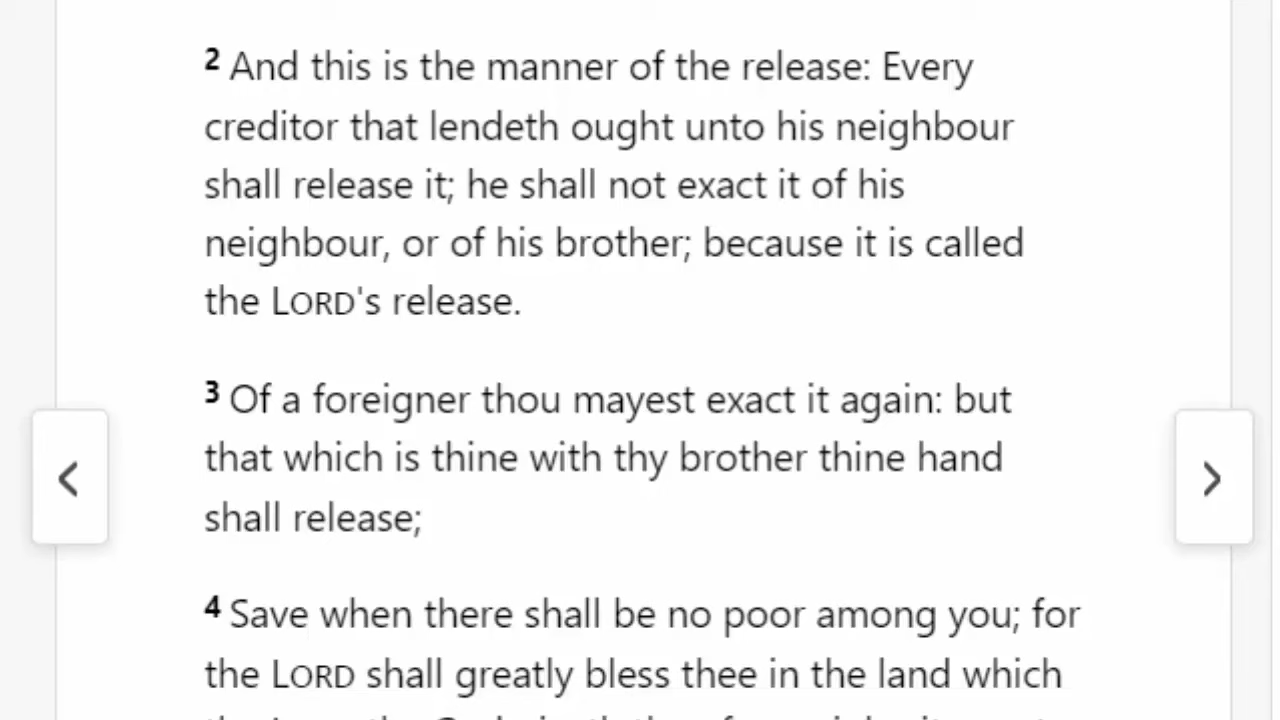 2 And this is the manner of the release: Every
creditor that lendeth ought unto his neighbour
shall release it; he shall not exact it of his
neighbour, or of his brother; because it is called
the LORD's release.
3 Of a foreigner thou mayest exact it again: but
that which is thine with thy brother thine hand
shall release;
4 Save when there shall be no poor among you; for
the LORD shall greatly bless thee in the land which